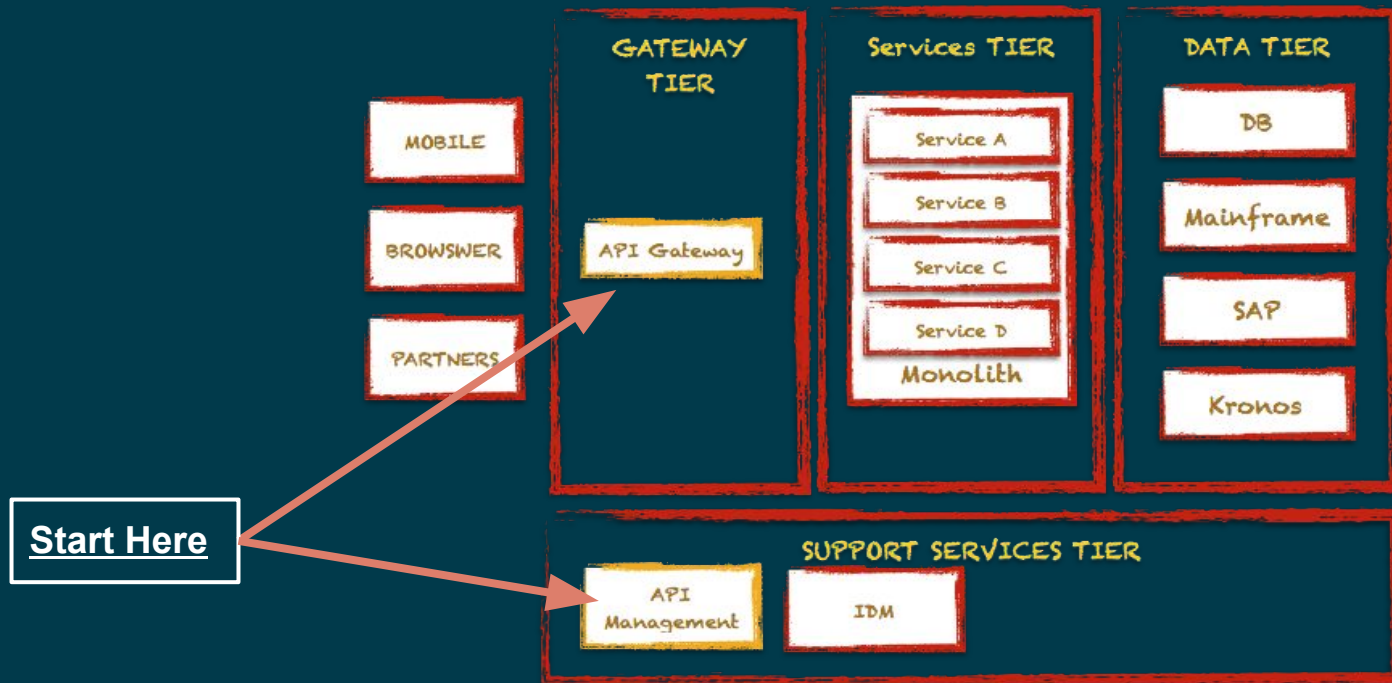 GATEWAY
TIER
API Gateway
Services TIER
Service A
Service B
Service C
Service D
Monolith
DATA TIER
DB
Mainframe
SAP
Kronos
MOBILE
BROWSWER
PARTNERS
Start Here
SUPPORT SERVICES TIER
API
Management
IDM